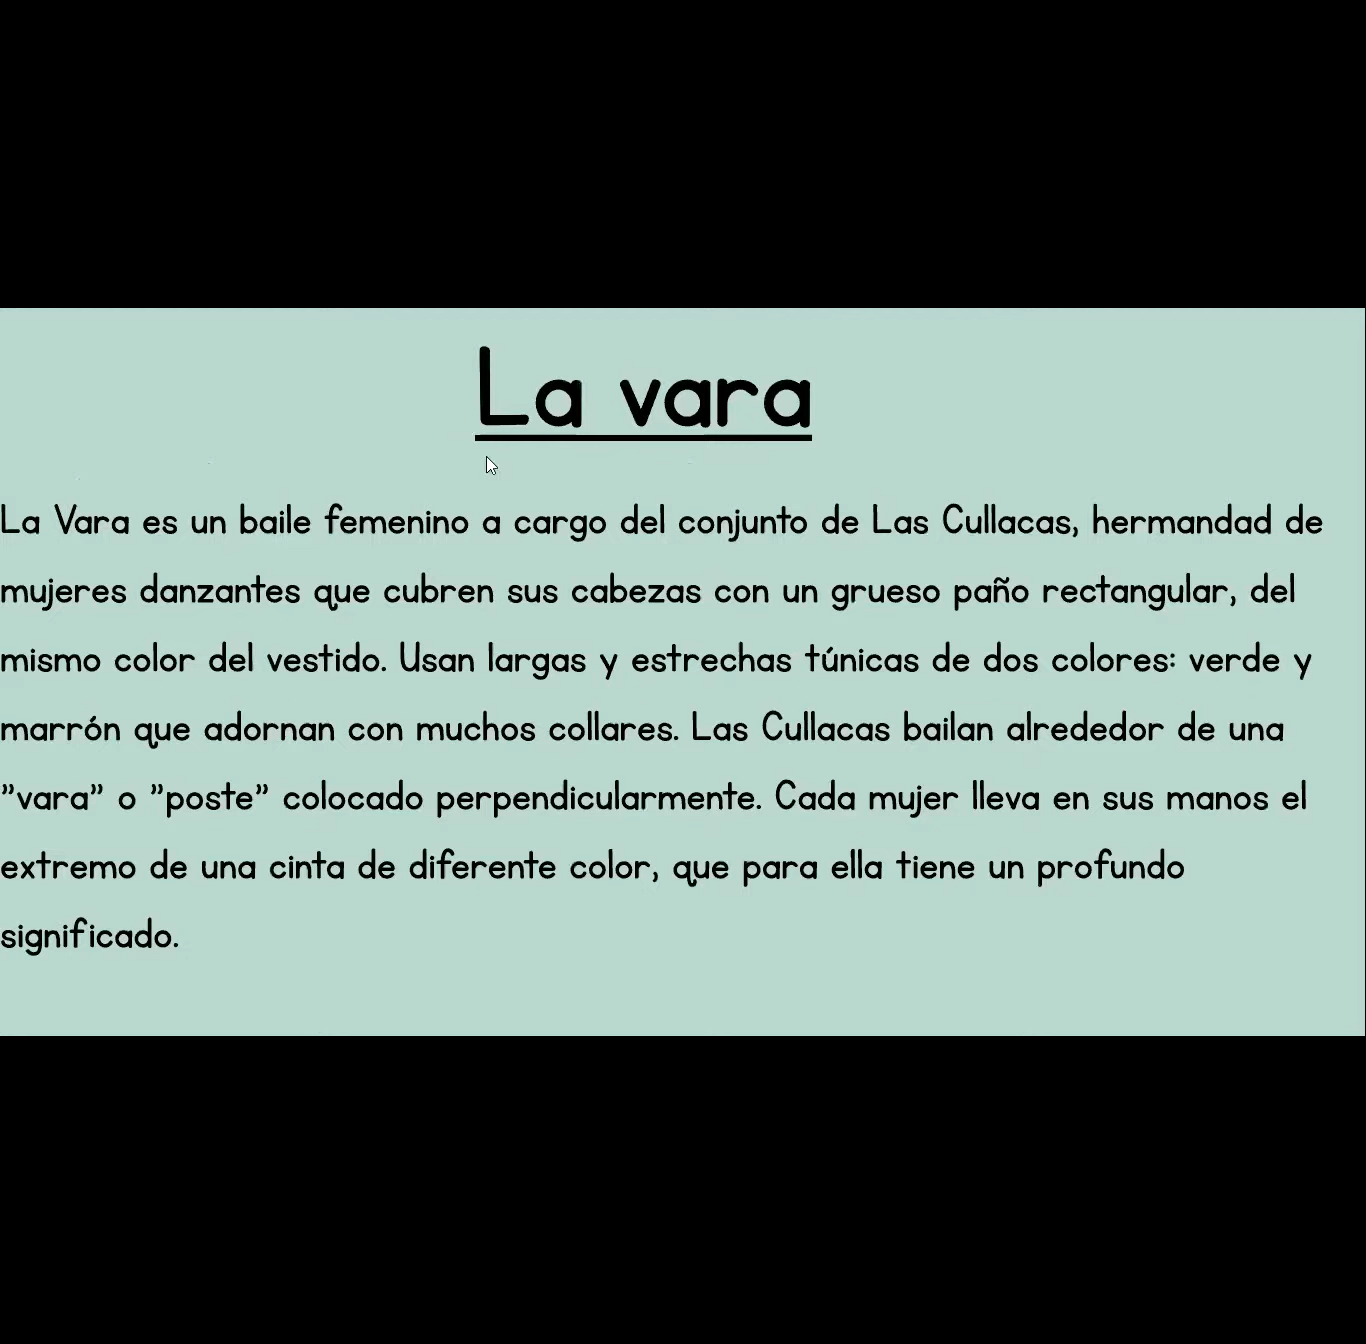 La vara
La Vara es un baile femenino a cargo del conjunto de Las Cullacas, hermandad de
mujeres danzantes que cubren sus cabezas con un grueso paño rectangular, del
mismo color del vestido. Usan largas y estrechas túnicas de dos colores: verde y
marrón que adornan con muchos collares. Las Cullacas bailan alrededor de una
"vara" o "poste" colocado perpendicularmente. Cada mujer lleva en sus manos el
extremo de una cinta de diferente color, que para ella tiene un profundo
significado.